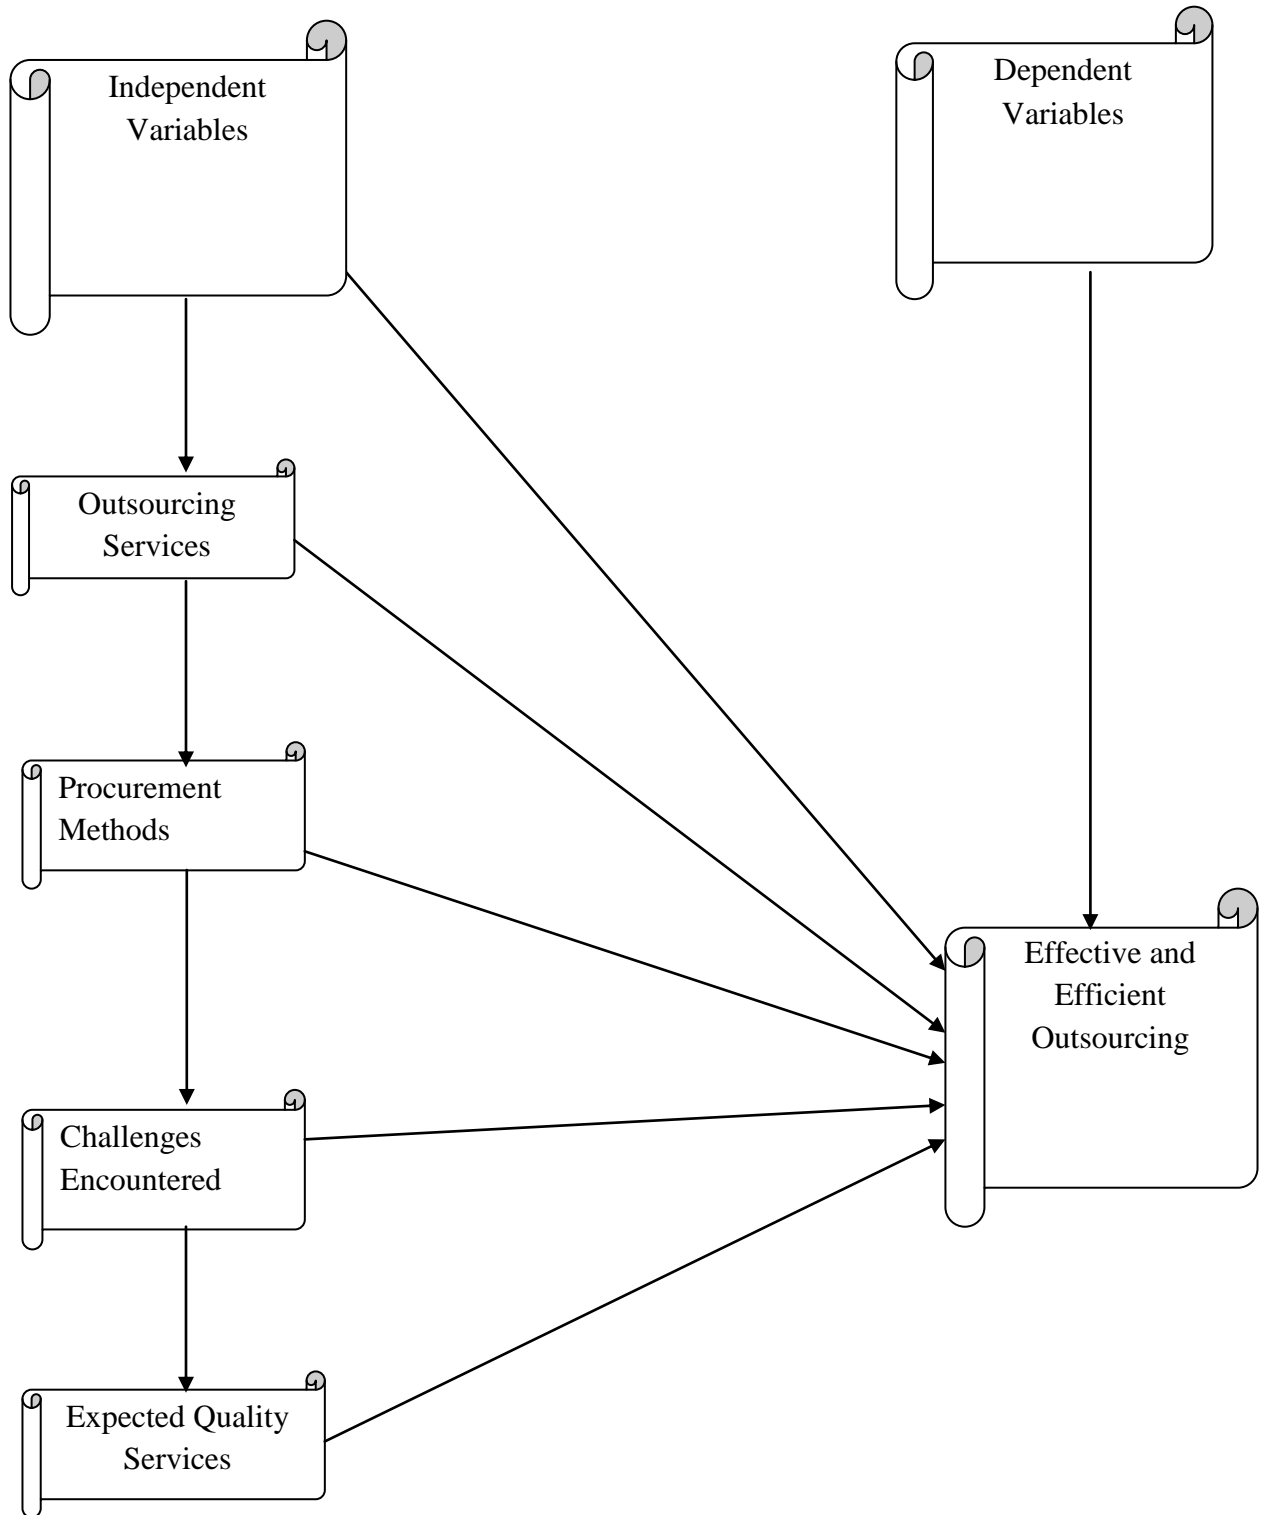 Independent
Variables
Dependent
Variables
Outsourcing
Services
Procurement
Methods
Effective and
Efficient
Outsourcing
Challenges
Encountered
Expected Quality
Services